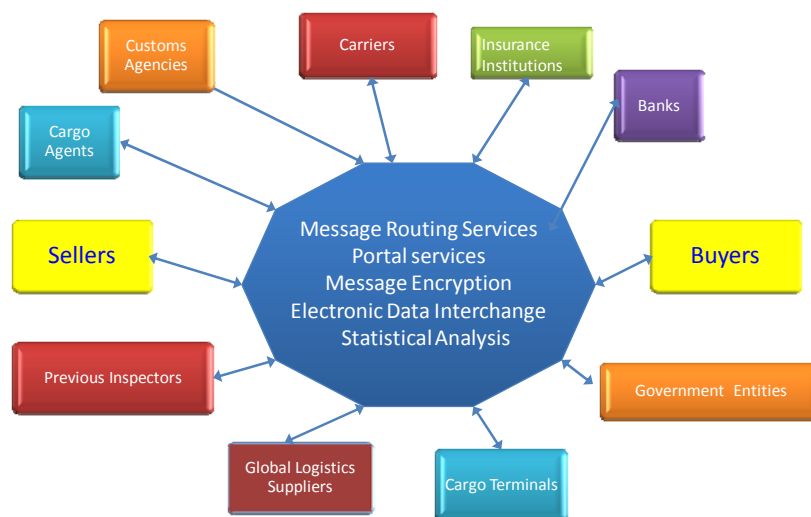 Customs
Agencies
Carriers
Insurance
Institutions
Banks
Cargo
Agents
Sellers
Message Routing Services
Portal services
Message Encryption
Electronic Data Interchange
Statistical Analysis
Buyers
Previous Inspectors
Government Entities
Global Logistics
Suppliers
Cargo Terminals